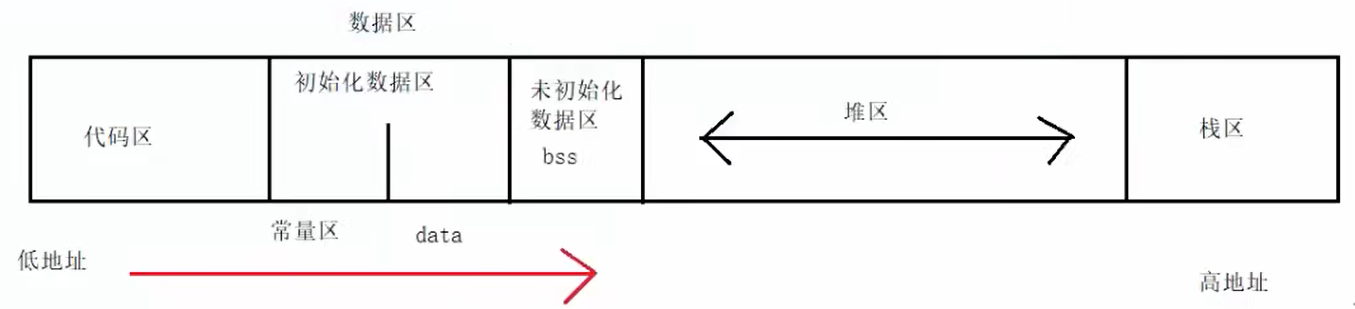 数据区
代码区
初始化数据区
未初始化
数据区
bss
堆区
栈区
常量区
data
低地址
高地址